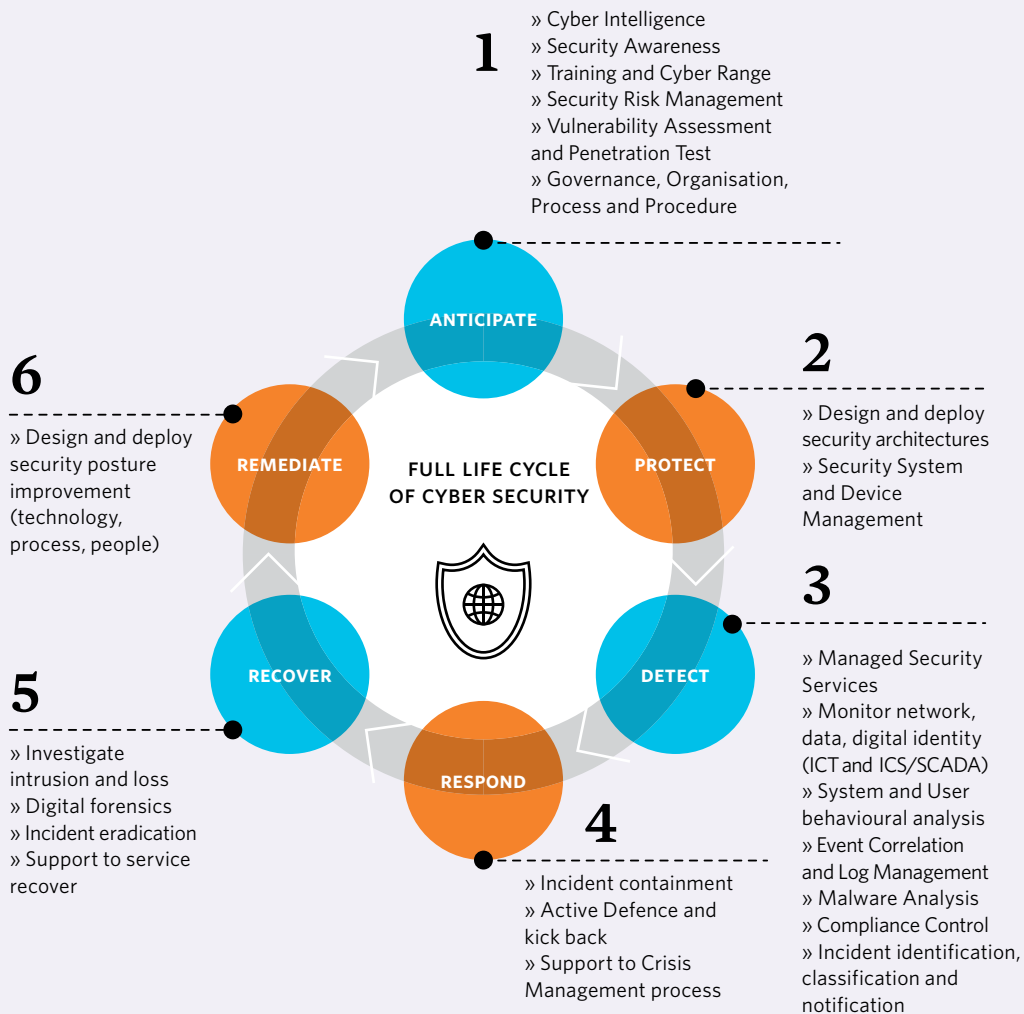 1
» Cyber Intelligence
» Security Awareness
» Training and Cyber Range
» Security Risk Management
» Vulnerability Assessment
and Penetration Test
» Governance, Organisation,
Process and Procedure
ANTICIPATE
2
» Design and deploy
security architectures
» Security System
and Device
Management
PROTECT
3
» Managed Security
Services
» Monitor network,
data, digital identity
(ICT and ICS/SCADA)
» System and User
behavioural analysis
» Event Correlation
and Log Management
» Malware Analysis
» Compliance Control
» Incident identification,
classification and
notification
DETECT
4
» Incident containment
» Active Defence and
kick back
» Support to Crisis
Management process
RESPOND
5
» Investigate
intrusion and loss
» Digital forensics
» Incident eradication
» Support to service
recover
RECOVER
6
» Design and deploy
security posture
improvement
(technology,
process, people)
REMEDIATE
FULL LIFE CYCLE
OF CYBER SECURITY